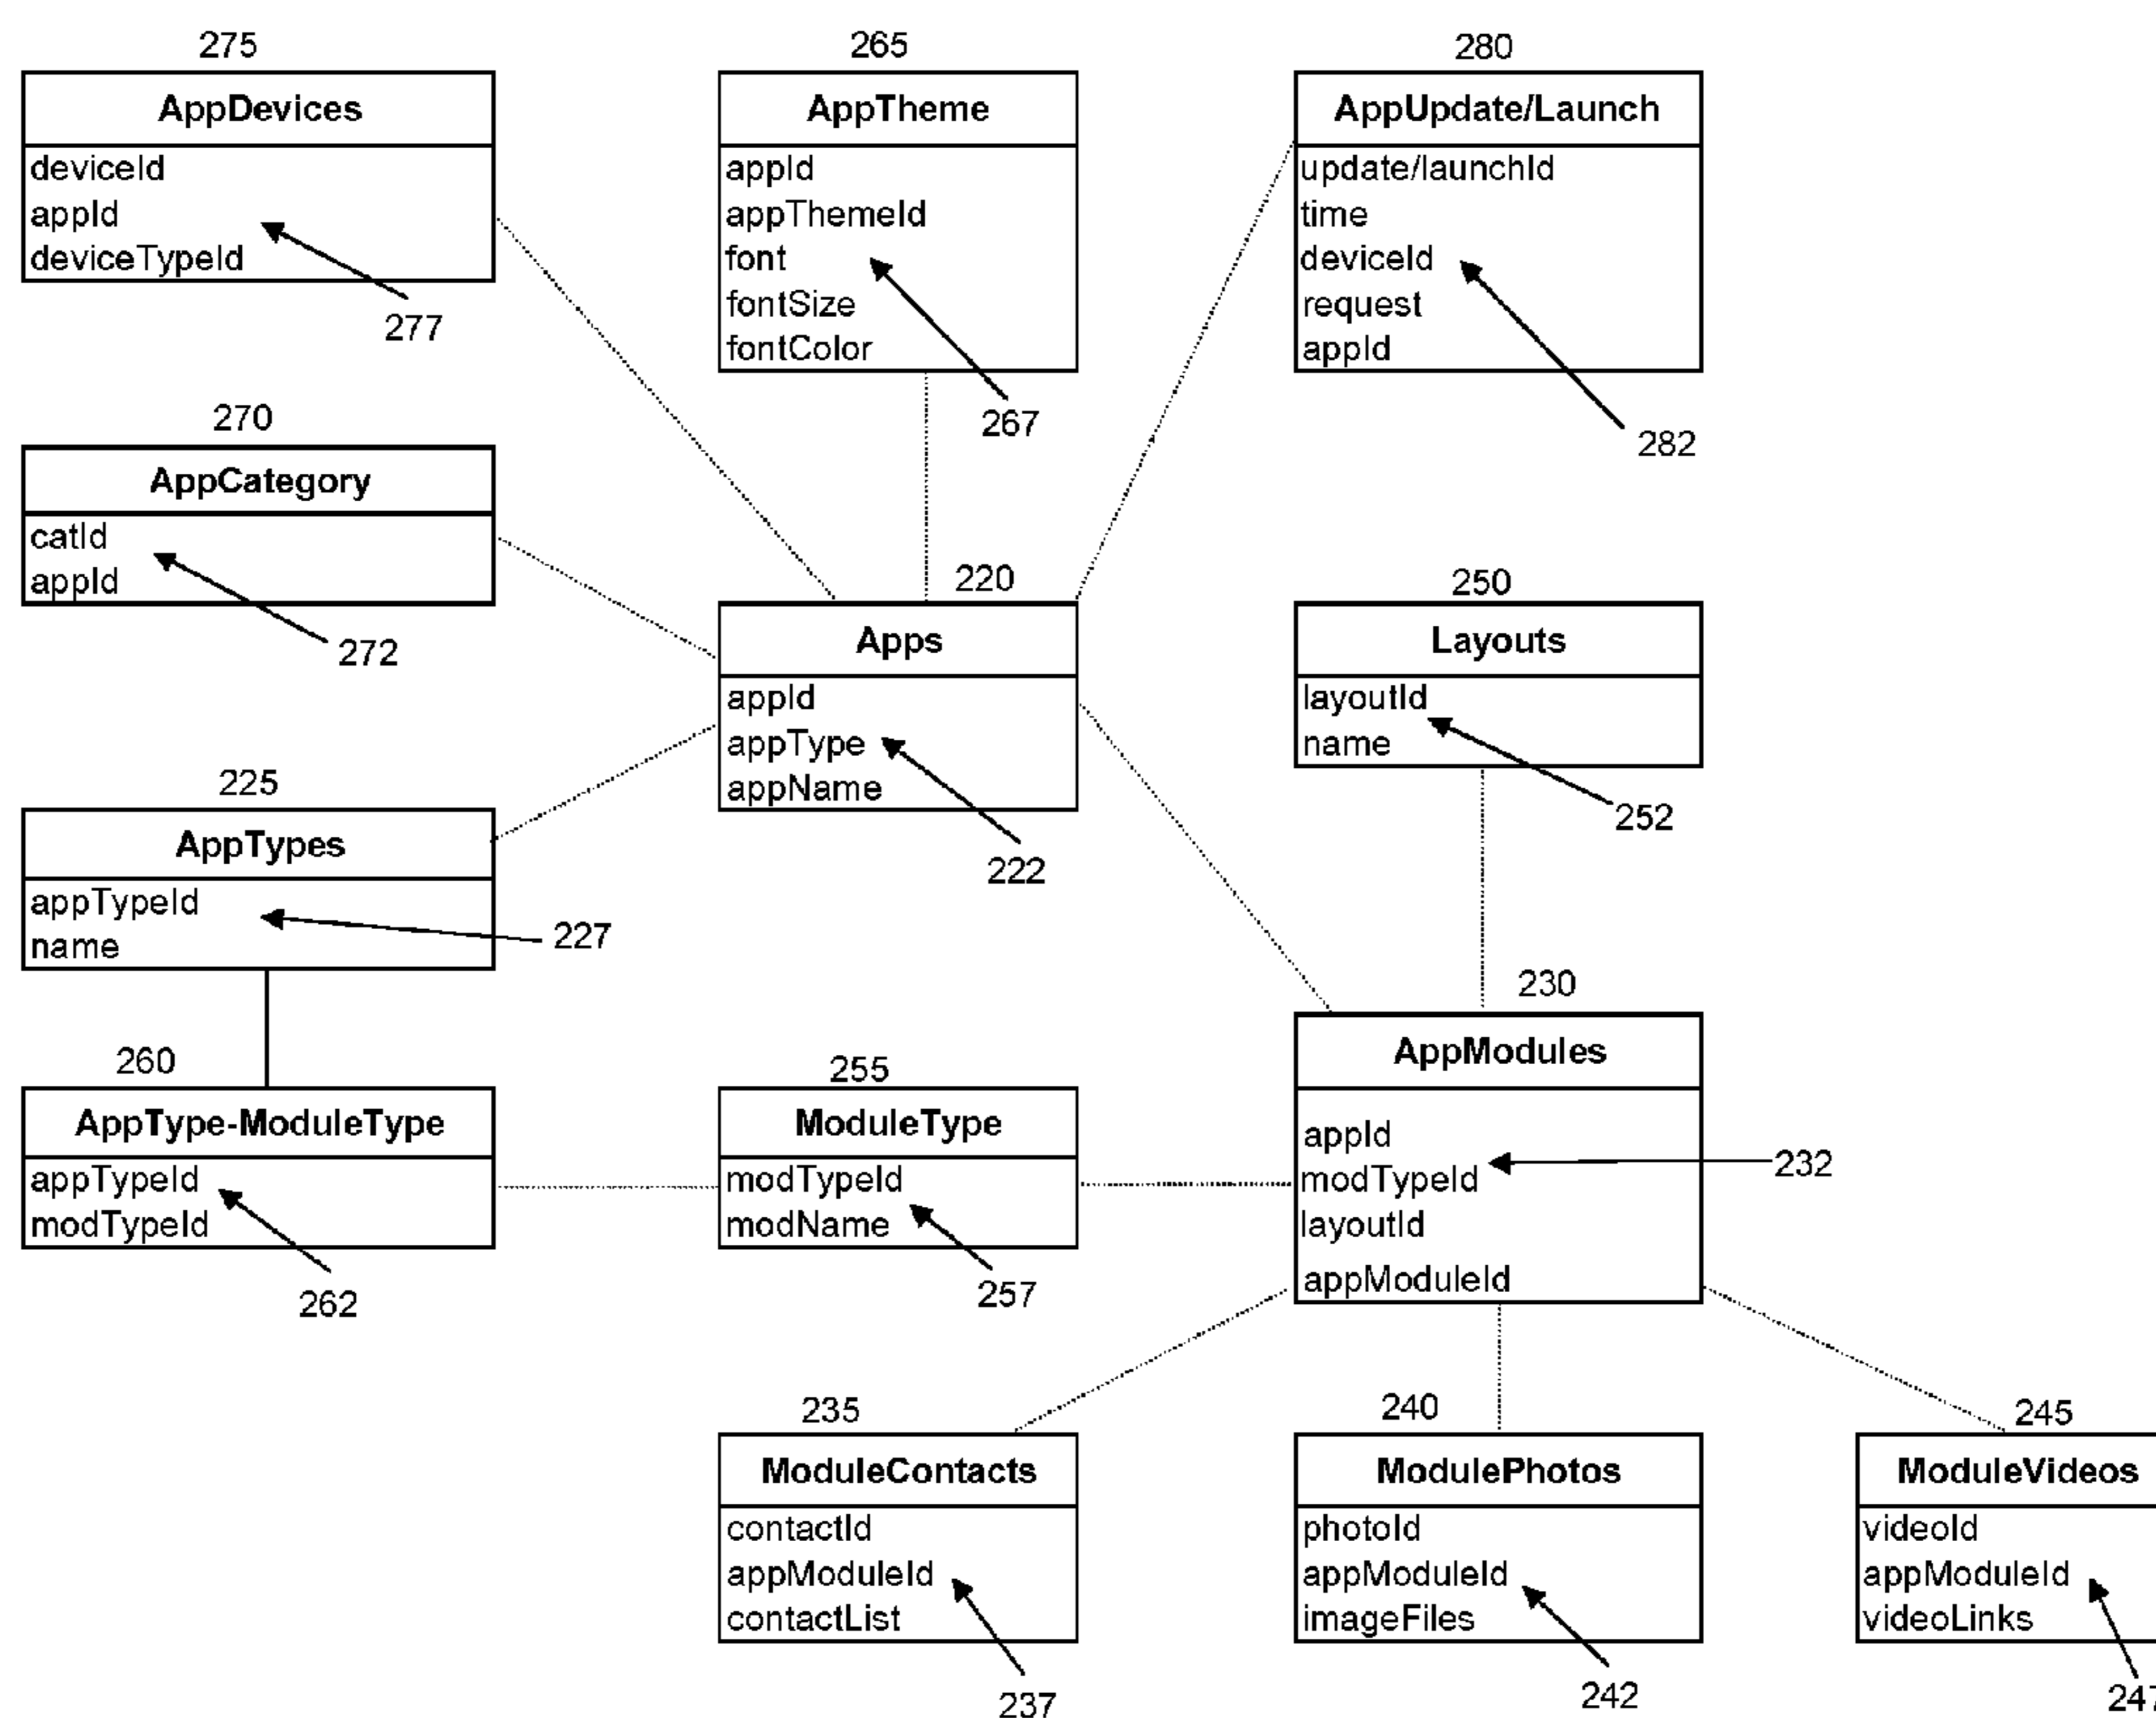 275
AppDevices
deviceId
appId
deviceTypeId
277
265
AppTheme
appId
appThemeId
font
fontSize
fontColor
267
280
AppUpdate/Launch
update/launchId
time
deviceId
request
appId
282
270
AppCategory
catId
appId
272
220
Apps
appId
appType
appName
222
250
Layouts
layoutId
name
252
225
AppTypes
appTypeId
name
227
260
AppType-ModuleType
appTypeId
modTypeId
262
255
ModuleType
modTypeId
modName
257
230
AppModules
appId
modTypeId
layoutId
appModuleId
232
235
ModuleContacts
contactId
appModuleId
contactList
237
240
ModulePhotos
photoId
appModuleId
imageFiles
242
245
ModuleVideos
videoId
appModuleId
videoLinks
247